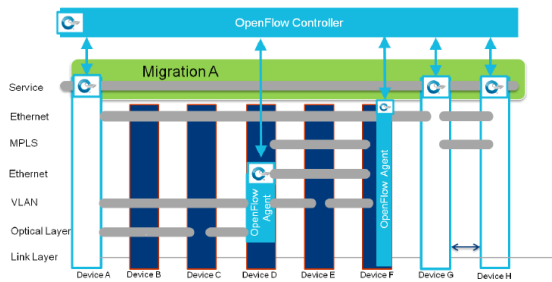 OpenFlow Controller
Migration A
Service
Ethernet
MPLS
Ethernet
VLAN
Optical Layer
Link Layer
OpenFlow Agent
OpenFlow Agent
Device A
Device B
Device C
Device D
Device E
Device F
Device G
Device H